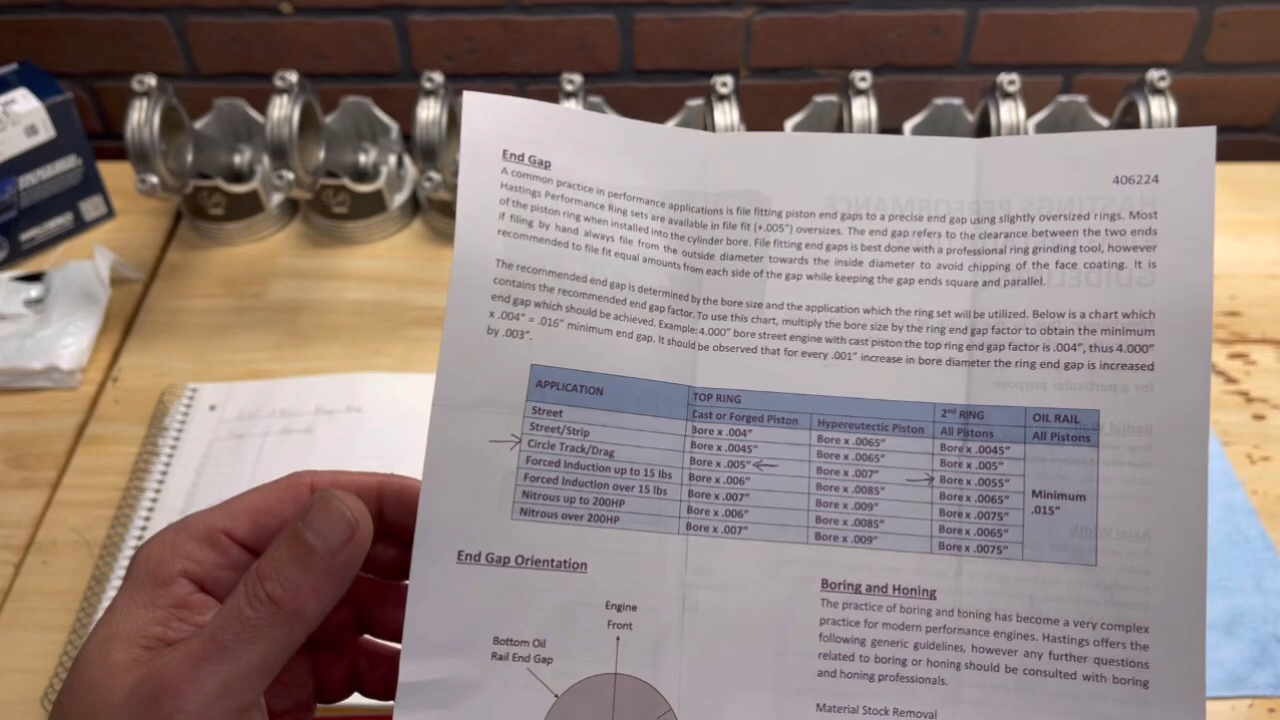 End Gap
406224
A common practice in performance applications is file fitting piston end gaps to a precise end gap using slightly oversized rings. Most
Hastings Performance Ring sets are available in file fit (+.005") oversizes. The end gap refers to the clearance between the two ends
of the piston ring when installed into the cylinder bore. File fitting end gaps is best done with a professional ring grinding tool, however
if filing by hand always file from the outside diameter towards the inside diameter to avoid chipping of the face coating. It is
recommended to file fit equal amounts from each side of the gap while keeping the gap ends square and parallel.
The recommended end gap is determined by the bore size and the application which the ring set will be utilized. Below is a chart which
contains the recommended end gap factor. To use this chart, multiply the bore size by the ring end gap factor to obtain the minimum
end gap which should be achieved. Example: 4.000" bore street engine with cast piston the top ring end gap factor is .004", thus 4.000"
x .004" = .016" minimum end gap. It should be observed that for every .001" increase in bore diameter the ring end gap is increased
by .003".
APPLICATION TOP RING 2nd RING OIL RAIL
Cast or Forged Piston Hypereutectic Piston All Pistons All Pistons
Street Bore x .004" Bore x .0065" Bore x .0045" Minimum
Street/Strip Bore x .0045" Bore x .0065" Bore x .005" .015"
Circle Track/Drag Bore x .005" Bore x .007" Bore x .0055"
Forced Induction up to 15 lbs Bore x .006" Bore x .0085" Bore x .0065"
Forced Induction over 15 lbs Bore x .007" Bore x .009" Bore x .0075"
Nitrous up to 200HP Bore x .006" Bore x .0085" Bore x .0065"
Nitrous over 200HP Bore x .007" Bore x .009" Bore x .0075"
End Gap Orientation
Engine
Front
Bottom Oil
Rail End Gap
Boring and Honing
The practice of boring and honing has become a very complex
practice for modern performance engines. Hastings offers the
following generic guidelines, however any further questions
related to boring or honing should be consulted with boring
and honing professionals.
Material Stock Removal